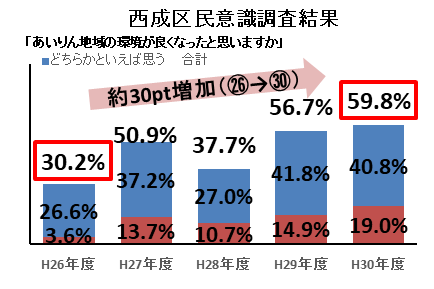 西成区民意識調査結果
「あいりん地域の環境が良くなったと思いますか」
どちらかといえば思う 合計
約30pt増加(㉖→㉚)
30.2% 50.9% 37.7% 56.7% 59.8%
26.6% 37.2% 27.0% 41.8% 40.8%
3.6% 13.7% 10.7% 14.9% 19.0%
H26年度 H27年度 H28年度 H29年度 H30年度